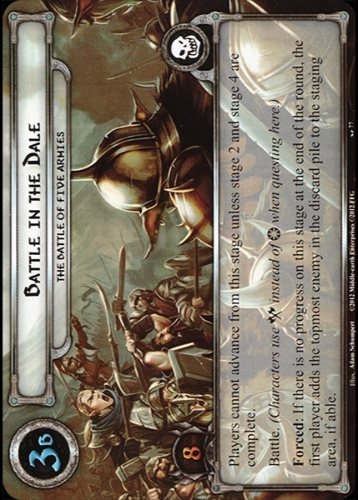 3B
BATTLE IN THE DALE
THE BATTLE OF FIVE ARMIES
8
Players cannot advance from this stage unless stage 2 and stage 4 are
complete.
Battle. (Characters use instead of when questing here.)
Forced: If there is no progress on this stage at the end of the round, the
first player adds the topmost enemy in the discard pile to the staging
area, if able.
Illus. Adam Schumpert ©2012 Middle-earth Enterprises ©2012 FFG
77